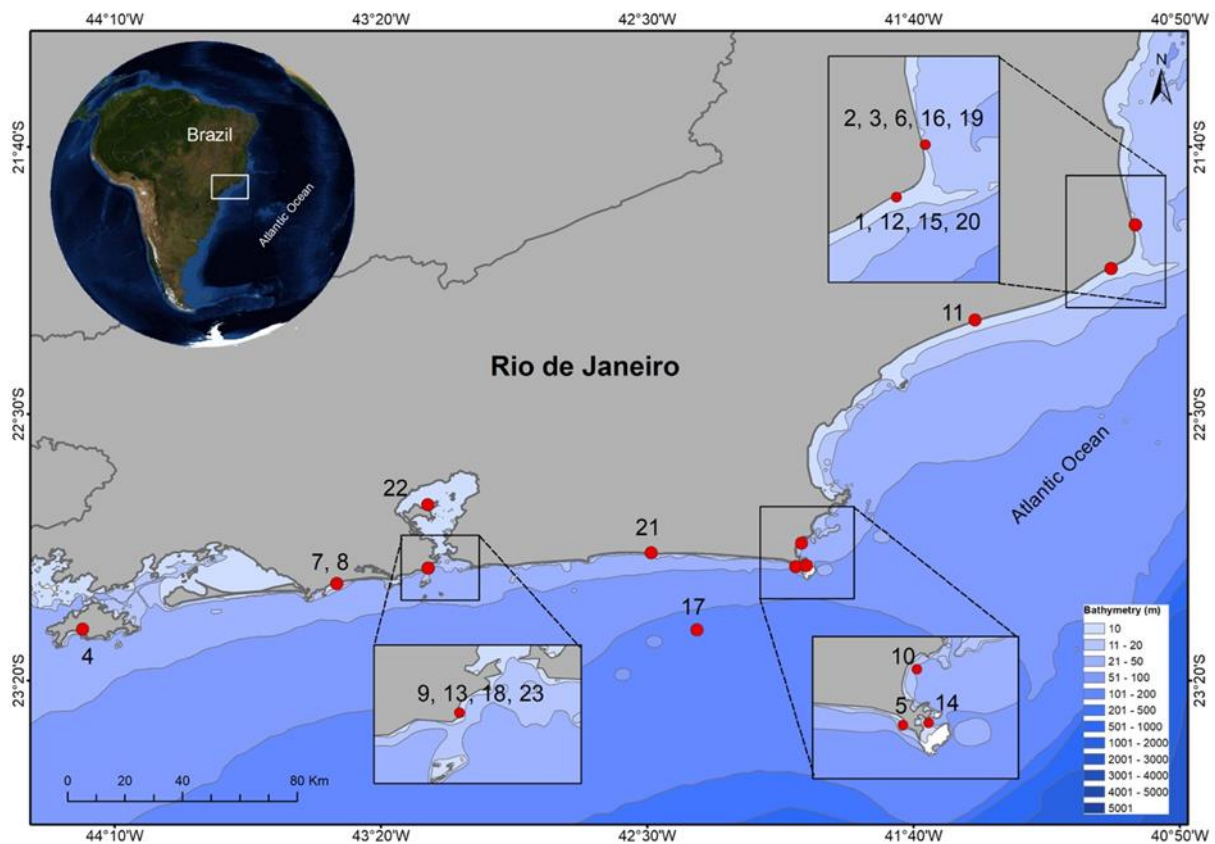 44°10'W 43°20'W 42°30'W 41°40'W 40°50'W
N
Brazil
Atlantic Ocean
2, 3, 6, 16, 19
1, 12, 15, 20
21°40'S 21°40'S
11
Rio de Janeiro
22°30'S 22°30'S
Atlantic Ocean
22
21
7, 8
17
4
10
5 14
9, 13, 18, 23
23°20'S 23°20'S
Bathymetry (m)
10
11 - 20
21 - 50
51 - 100
101 - 200
201 - 500
501 - 1000
1001 - 2000
2001 - 3000
3001 - 4000
4001 - 5000
5001
0 20 40 80 Km
44°10'W 43°20'W 42°30'W 41°40'W 40°50'W